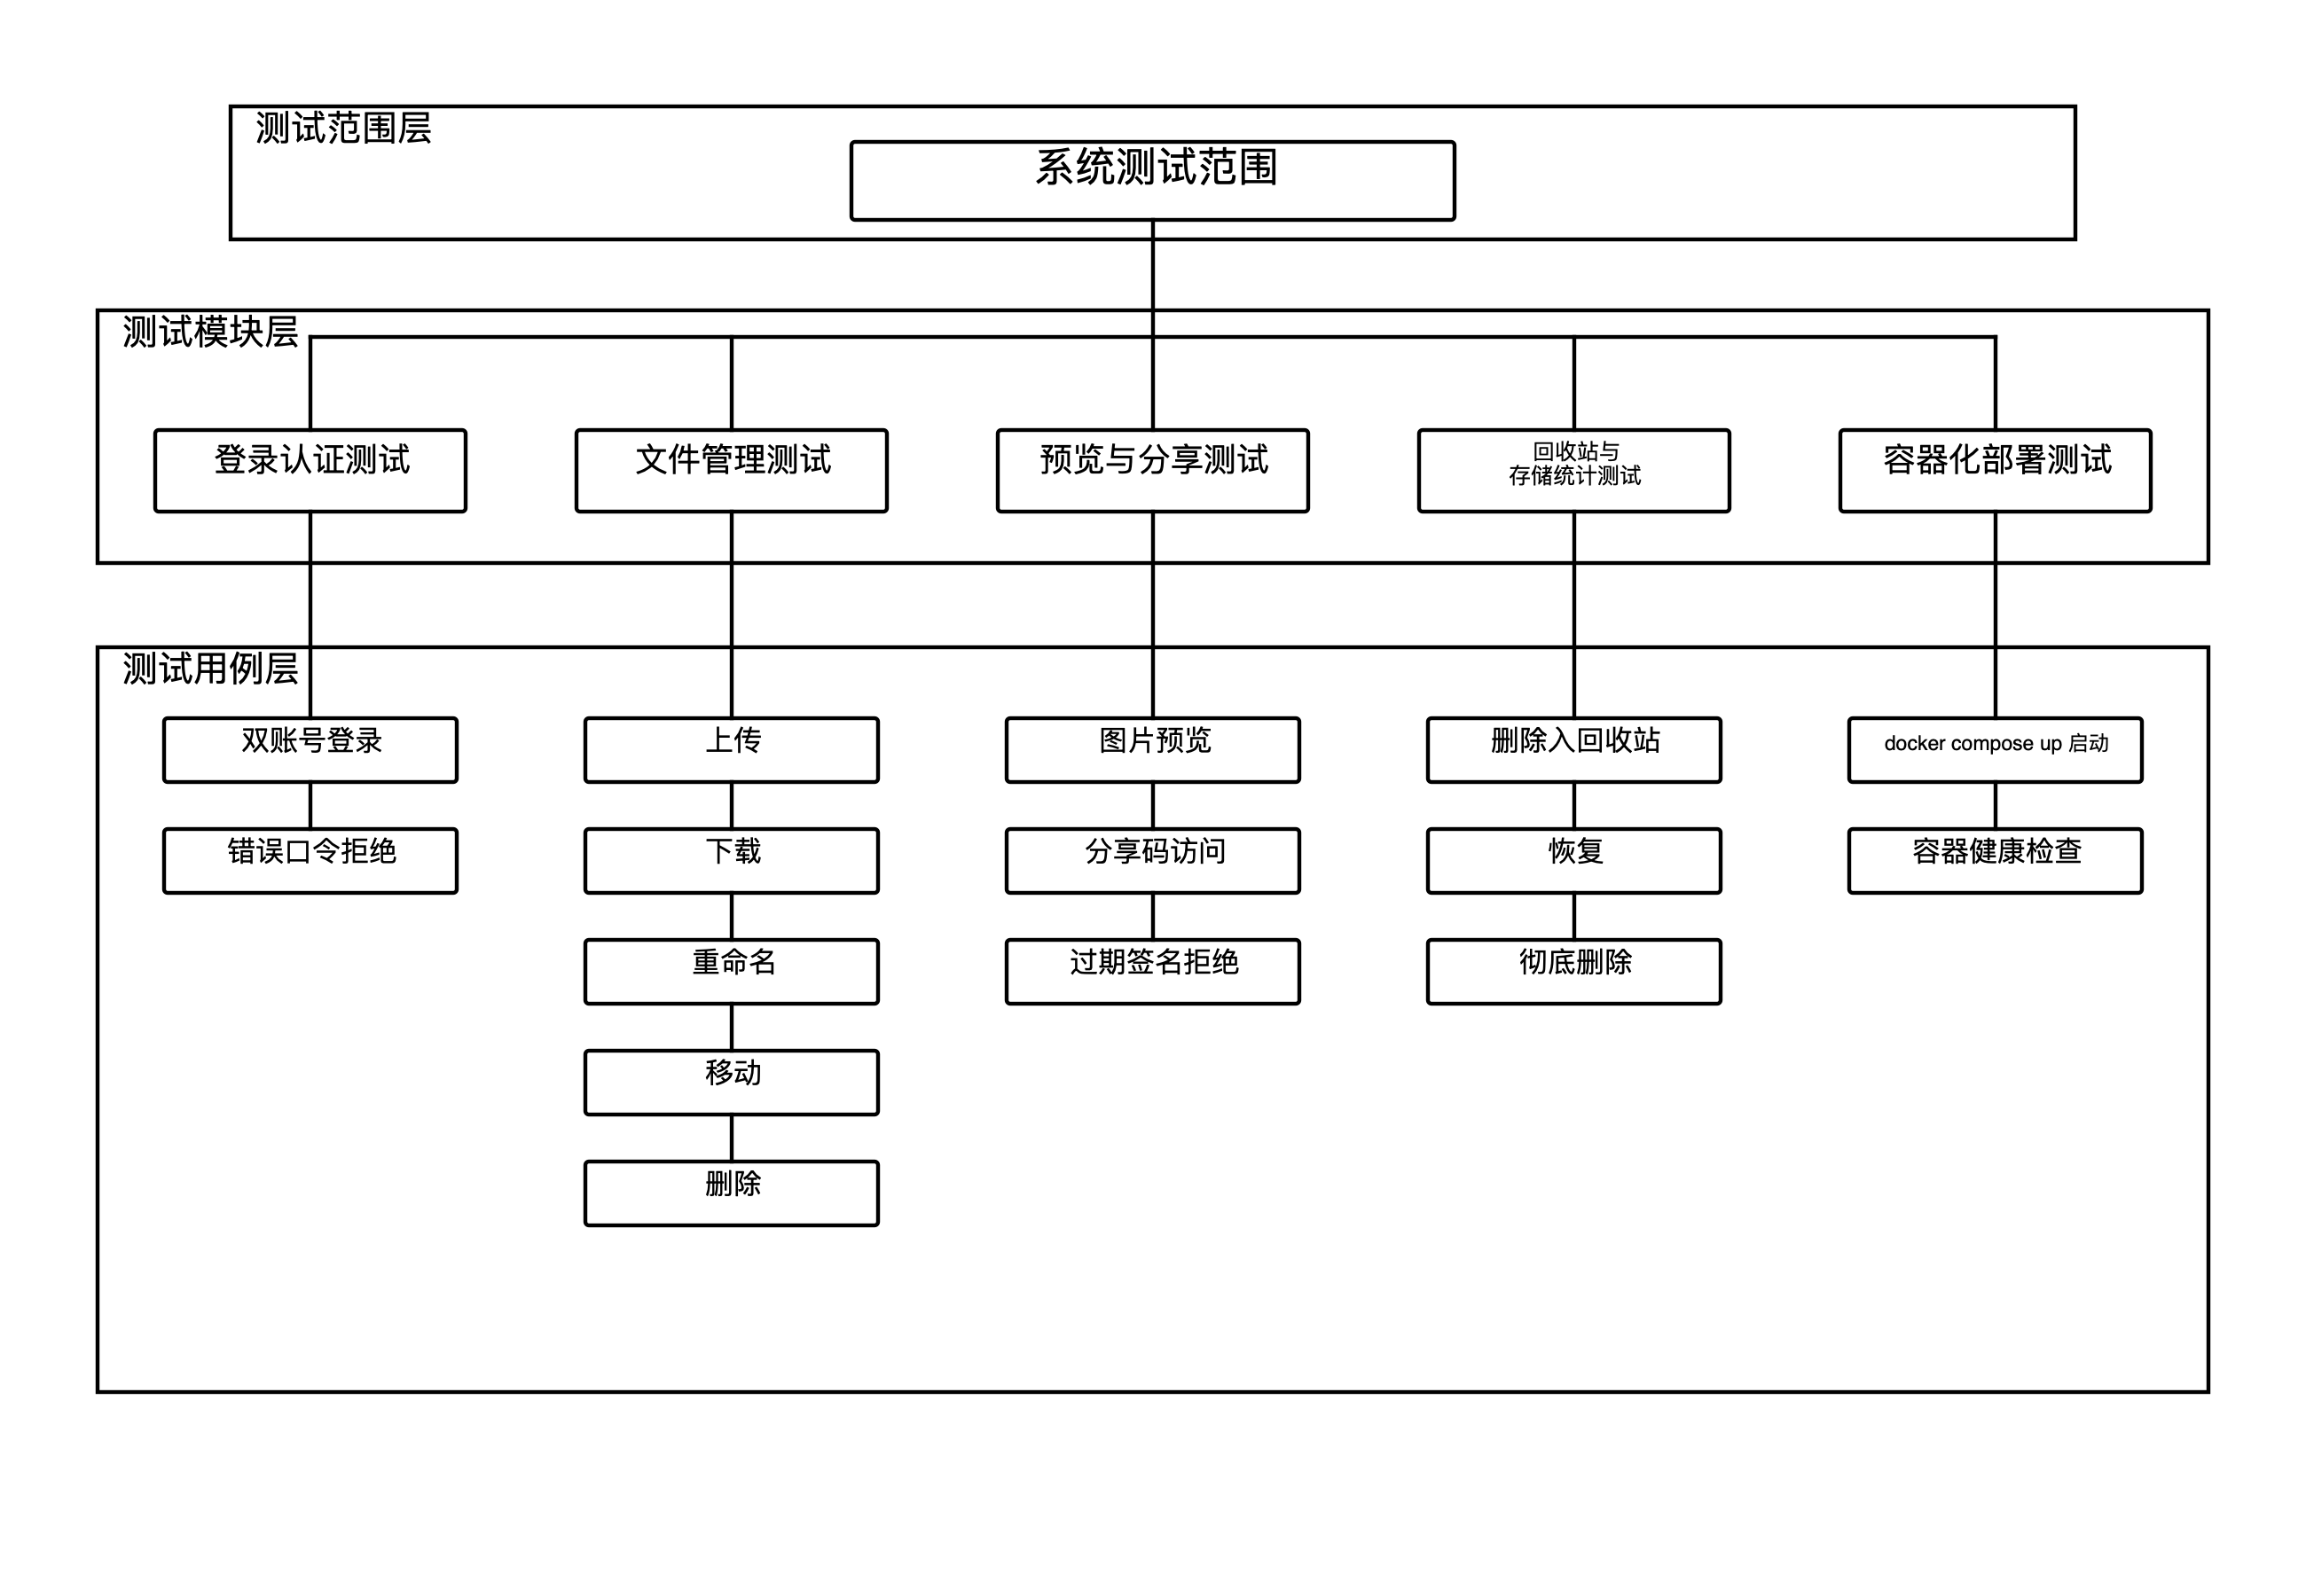 测试范围层
系统测试范围
测试模块层
登录认证测试
文件管理测试
预览与分享测试
回收站与
存储统计测试
容器化部署测试
测试用例层
双账号登录
上传
图片预览
删除入回收站
docker compose up 启动
错误口令拒绝
下载
分享码访问
恢复
容器健康检查
重命名
过期签名拒绝
彻底删除
移动
删除